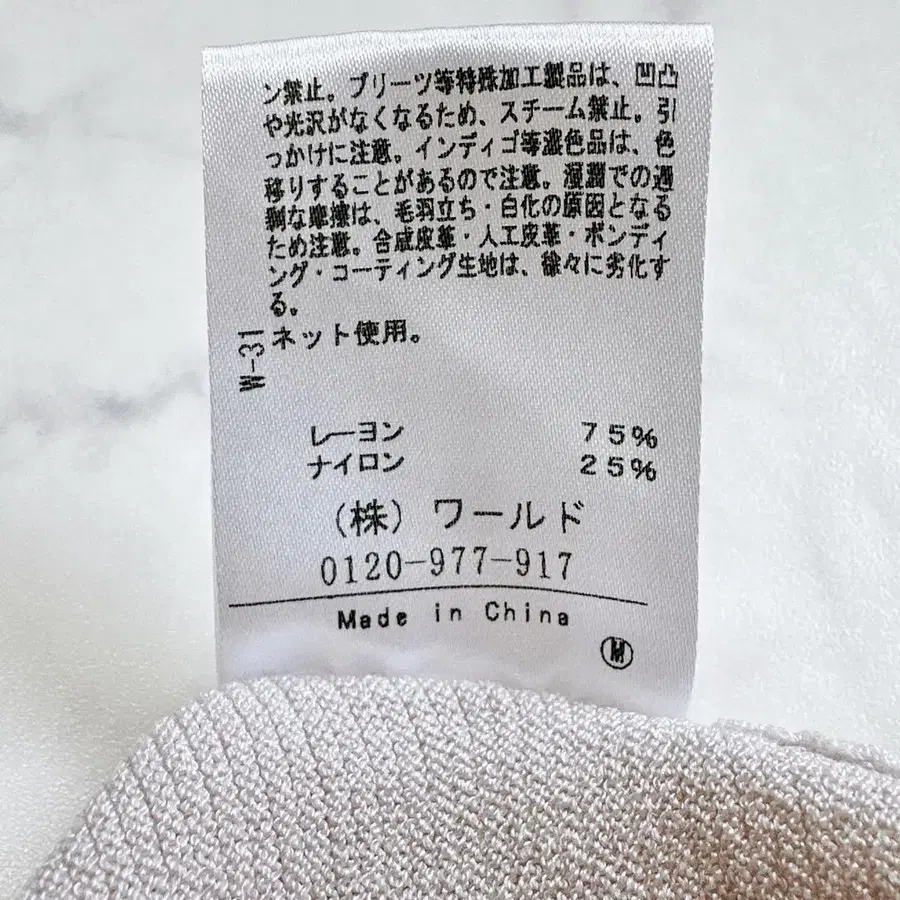 ン禁止。プリーツ等特殊加工製品は、凹凸
や光沢がなくなるため、スチーム禁止。引
っかけに注意。インディゴ等濃色品は、色
移りすることがあるので注意。湿潤での過
剰な摩擦は、毛羽立ち・白化の原因となる
ため注意。合成皮革・人工皮革・ボンディ
ング・コーティング生地は、徐々に劣化す
る。
ネット使用。
W-31
レーヨン 75%
ナイロン 25%
(株) ワールド
0120-977-917
Made in China
M